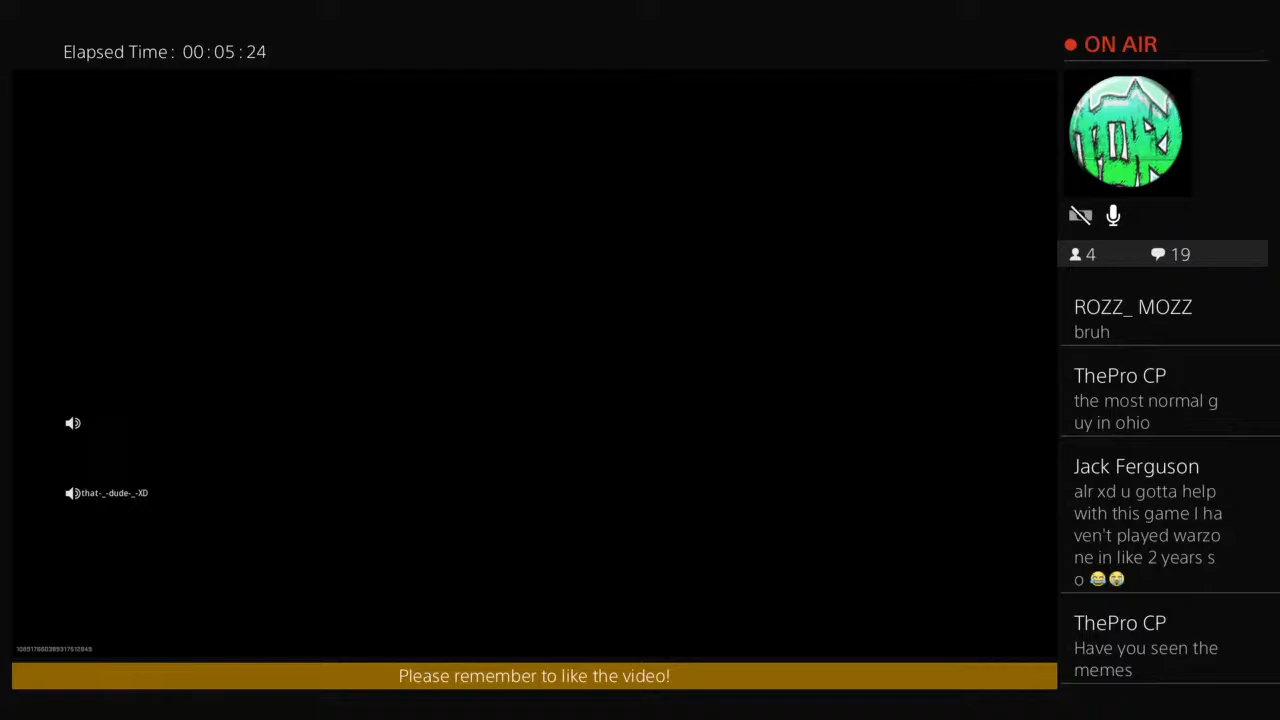 Elapsed Time: 00:05:24
ON AIR
4 19
ROZZ_ MOZZ
bruh
ThePro CP
the most normal g
uy in ohio
Jack Ferguson
alr xd u gotta help
with this game I ha
ven't played warzo
ne in like 2 years s
o 😂😭
ThePro CP
Have you seen the
memes
that-_-dude-_-XD
Please remember to like the video!